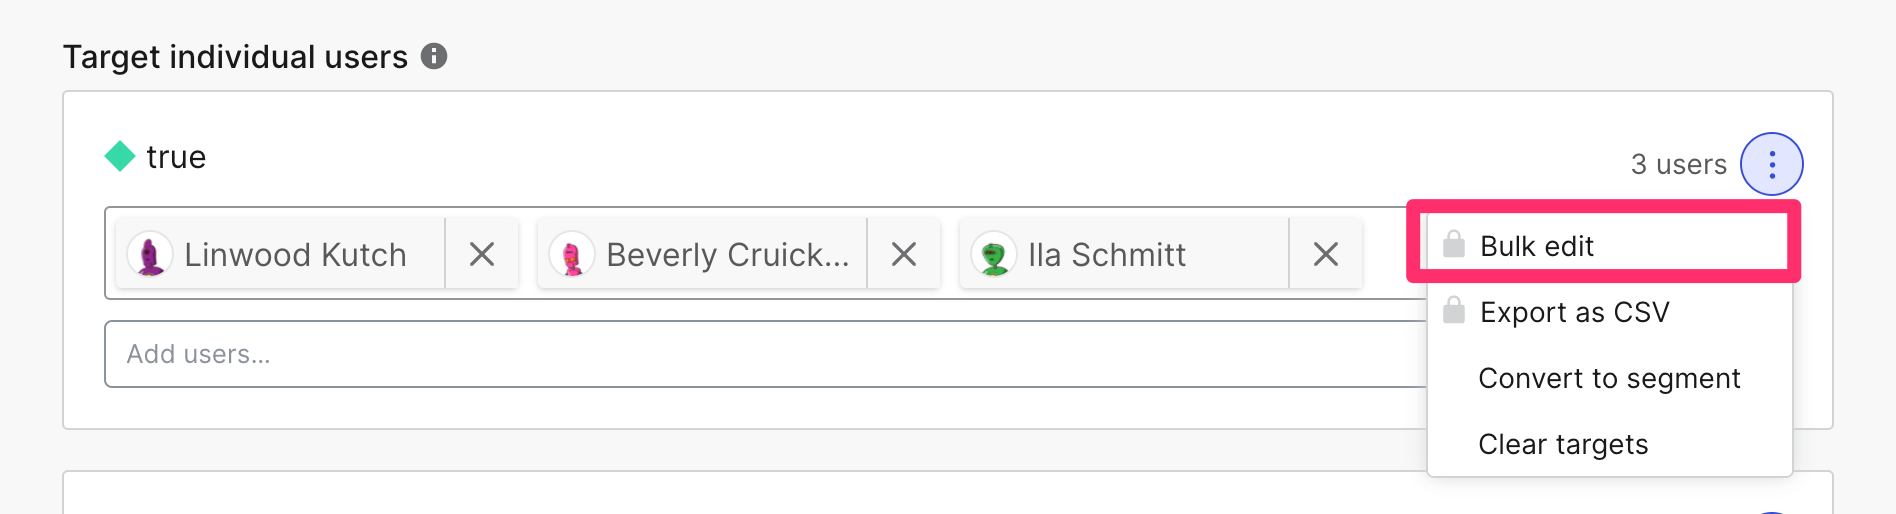 Target individual users
true
3 users
Linwood Kutch
Beverly Cruick...
Ila Schmitt
Add users...
Bulk edit
Export as CSV
Convert to segment
Clear targets